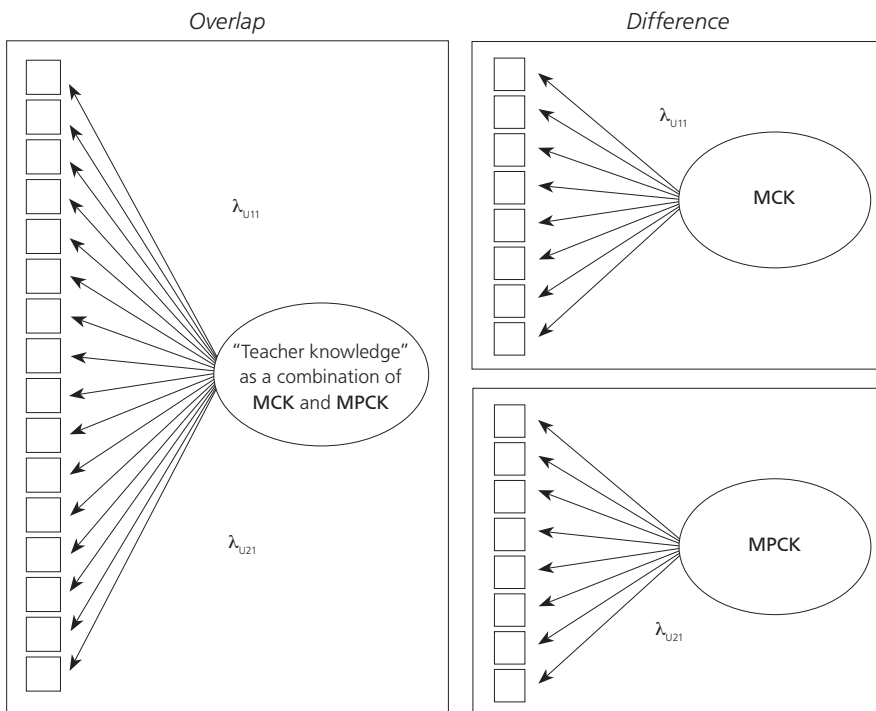 Overlap
λU11
“Teacher knowledge”
as a combination of
MCK and MPCK
λU21
Difference
λU11
MCK
MPCK
λU21